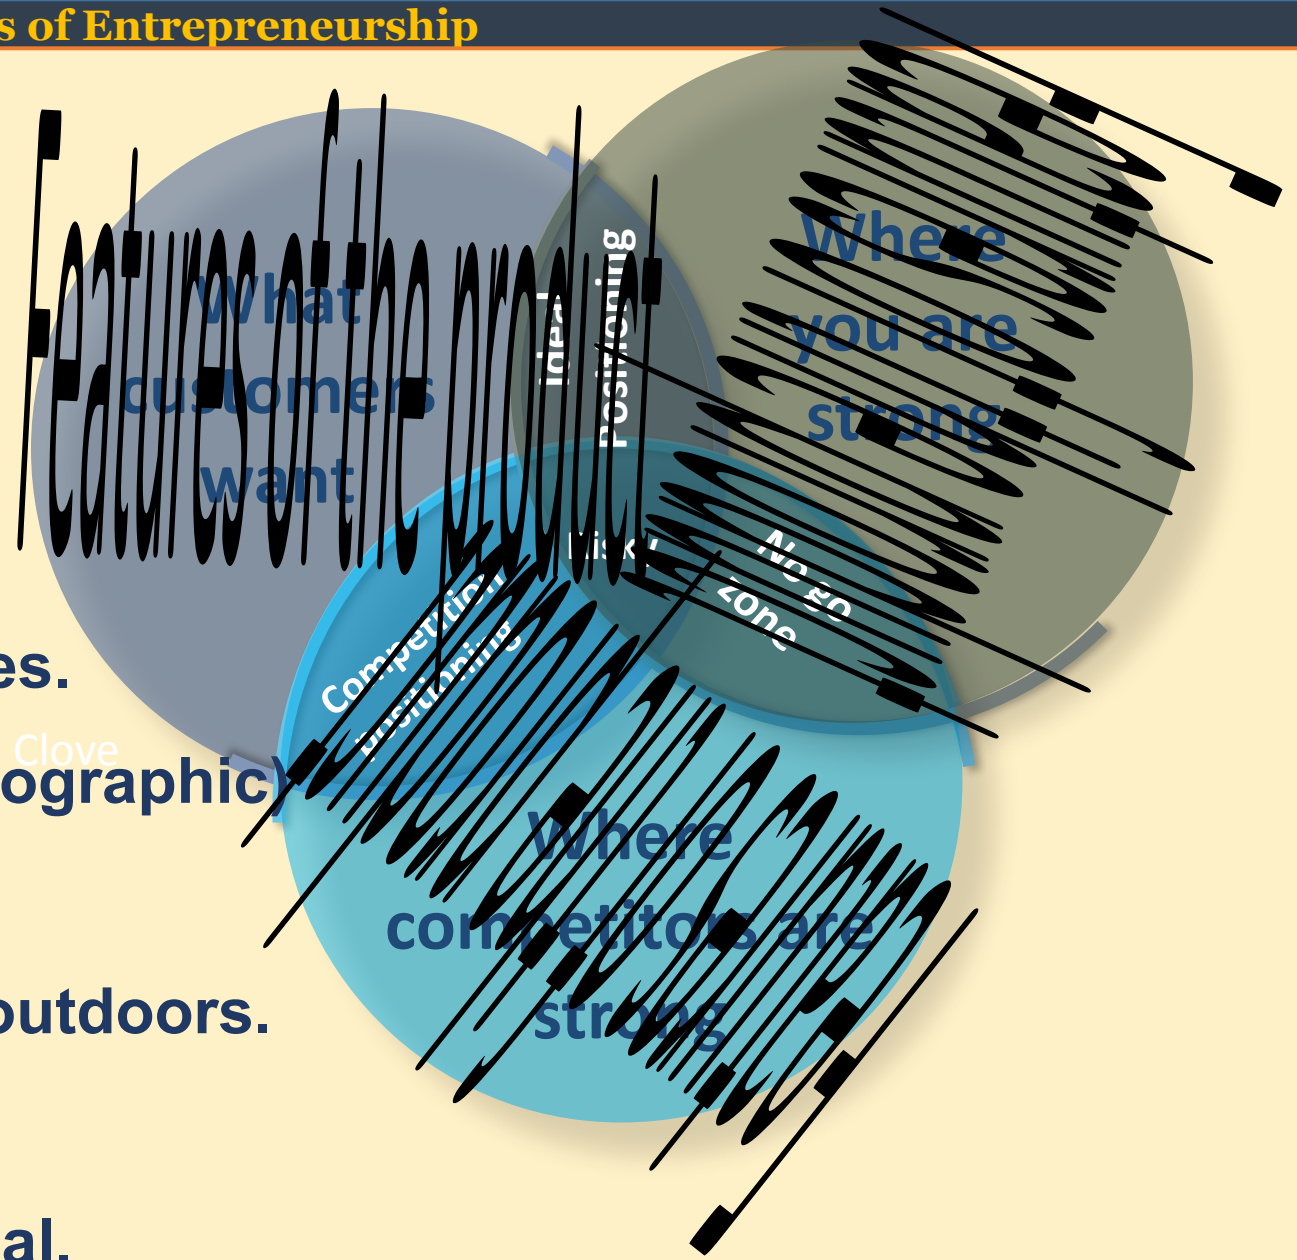 s of Entrepreneurship
Features of the product
What
customers
want
Ideal
Positioning
Where
you are
strong
Risky
No go
zone
Competition
positioning
es.
Clove
ographic)
Where
competitors are
strong
outdoors.
al.